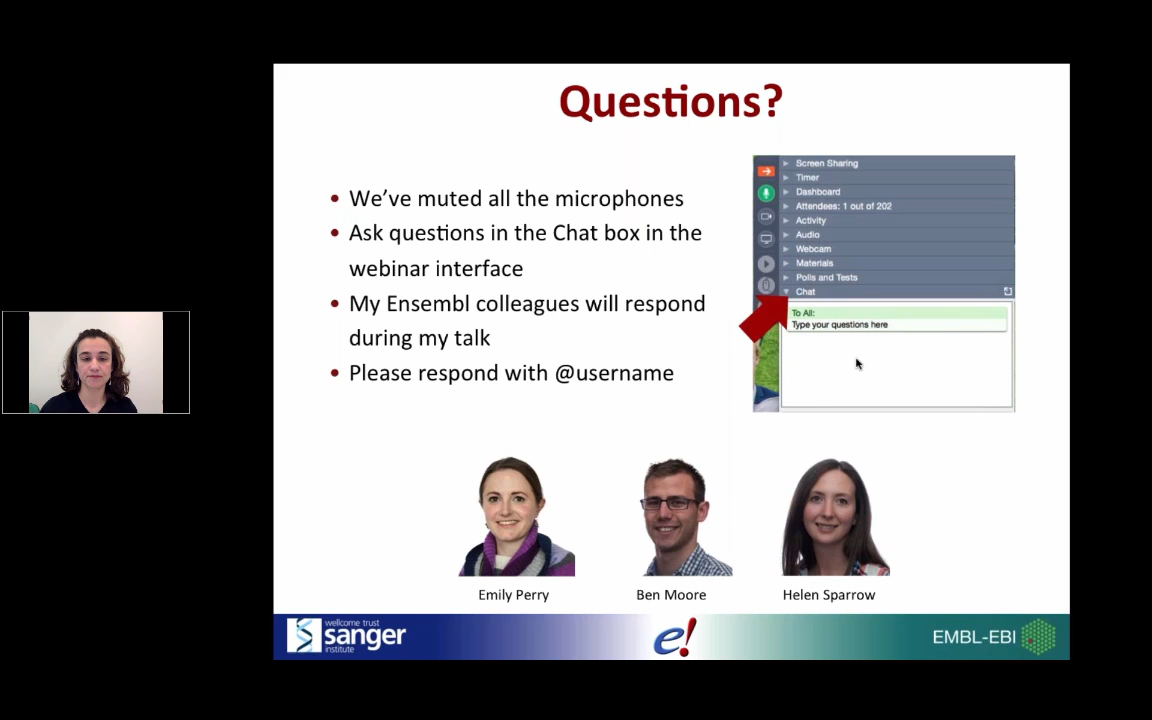 Questions?
• We've muted all the microphones
• Ask questions in the Chat box in the
webinar interface
• My Ensembl colleagues will respond
during my talk
• Please respond with @username
Screen Sharing
Timer
Dashboard
Attendees: 1 out of 202
Activity
Audio
Webcam
Materials
Polls and Tests
Chat
To All:
Type your questions here
Emily Perry
Ben Moore
Helen Sparrow
wellcome trust
sanger
institute
e!
EMBL-EBI